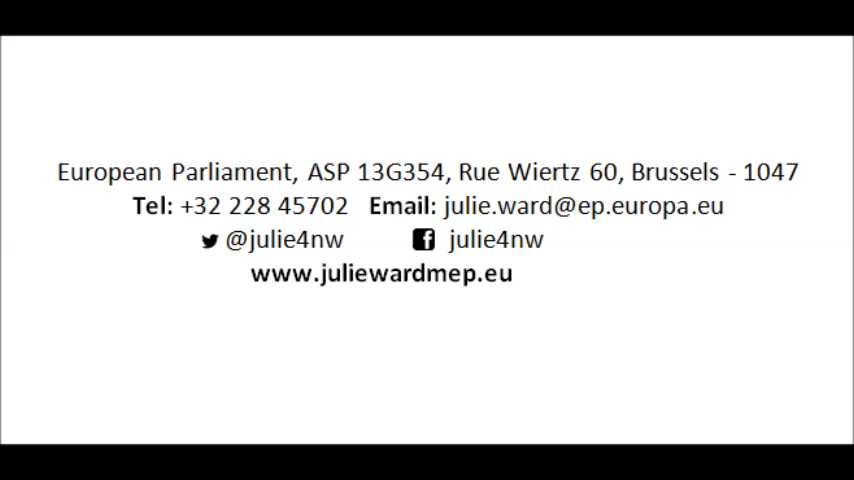 European Parliament, ASP 13G354, Rue Wiertz 60, Brussels - 1047
Tel: +32 228 45702 Email: julie.ward@ep.europa.eu
@julie4nw julie4nw
www.juliewardmep.eu